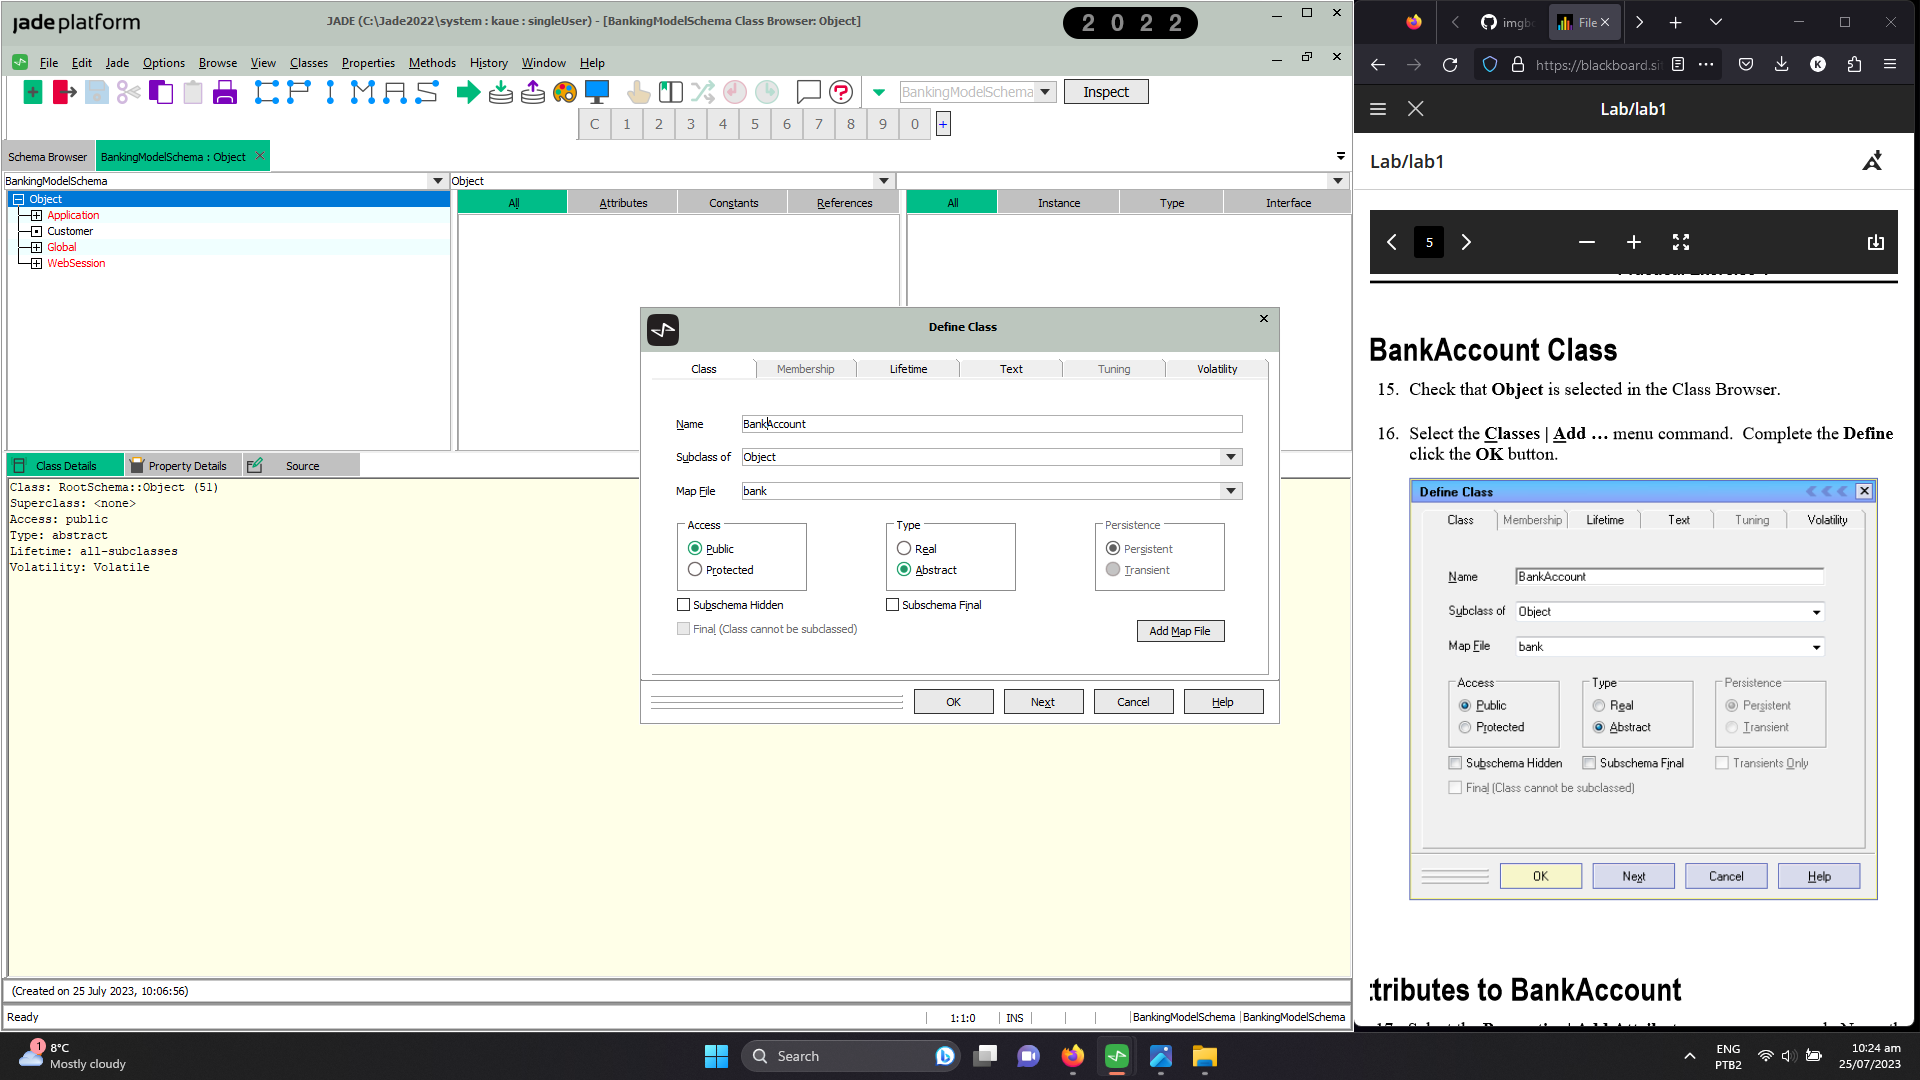 jade platform
JADE (C:\Jade2022\system : kaue : singleUser) - [BankingModelSchema Class Browser: Object]
2022
File Edit Jade Options Browse View Classes Properties Methods History Window Help
BankingModelSchema
Inspect
C 1 2 3 4 5 6 7 8 9 0 +
Schema Browser
BankingModelSchema : Object
BankingModelSchema
Object
Object
Application
Customer
Global
WebSession
All Attributes Constants References
All Instance Type Interface
Class Details Property Details Source
Class: RootSchema::Object (51)
Superclass: <none>
Access: public
Type: abstract
Lifetime: all-subclasses
Volatility: Volatile
Define Class
Class Membership Lifetime Text Tuning Volatility
Name BankAccount
Subclass of Object
Map File bank
Access Type Persistence
Public Real Persistent
Protected Abstract Transient
Subschema Hidden Subschema Final
Final (Class cannot be subclassed)
Add Map File
OK Next Cancel Help
(Created on 25 July 2023, 10:06:56)
Ready
1:1:0 INS BankingModelSchema BankingModelSchema
imgb
File
https://blackboard.si
Lab/lab1
Lab/lab1
5
BankAccount Class
15. Check that Object is selected in the Class Browser.
16. Select the Classes | Add … menu command. Complete the Define
click the OK button.
Define Class
Class Membership Lifetime Text Tuning Volatility
Name BankAccount
Subclass of Object
Map File bank
Access Type Persistence
Public Real Persistent
Protected Abstract Transient
Subschema Hidden Subschema Final Transients Only
Final (Class cannot be subclassed)
OK Next Cancel Help
tributes to BankAccount
1
8°C
Mostly cloudy
Search
ENG
PTB2
10:24 am
25/07/2023